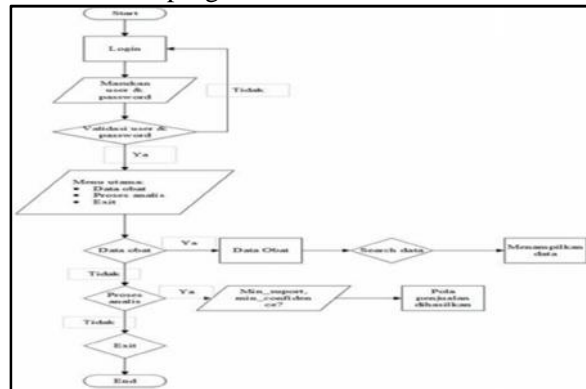 Start
Login
Masukan
user &
password
Tidak
Validasi user &
password
Ya
Menu utama:
• Data obat
• Proses analis
• Exit
Data obat
Ya
Data Obat
Search data
Menampilkan
data
Tidak
Proses
analis
Ya
Min_suport,
min_confiden
ce?
Pola
penjualan
dihasilkan
Tidak
Exit
End